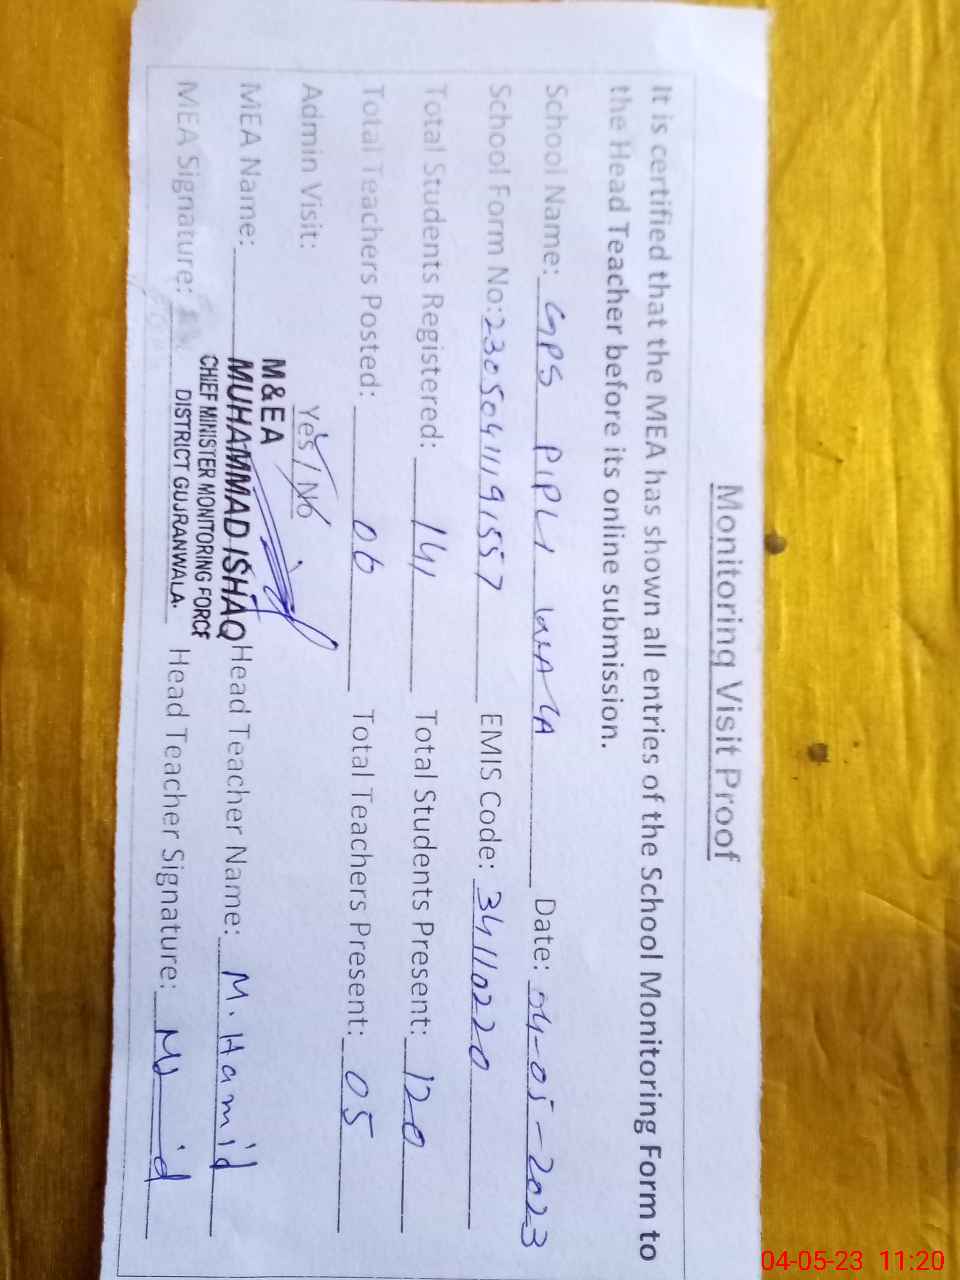 Monitoring Visit Proof
It is certified that the MEA has shown all entries of the School Monitoring Form to
the Head Teacher before its online submission.
School Name: GPS PIPLI WALA Date: 04-05-2023
School Form No: 23050411191557 EMIS Code: 34110220
Total Students Registered: 141 Total Students Present: 120
Total Teachers Posted: 06 Total Teachers Present: 05
Admin Visit: Yes / No
M&EA
MEA Name: MUHAMMAD ISHAQ Head Teacher Name: M. Hamid
CHIEF MINISTER MONITORING FORCE
MEA Signature: DISTRICT GUJRANWALA. Head Teacher Signature:
04-05-23 11:20